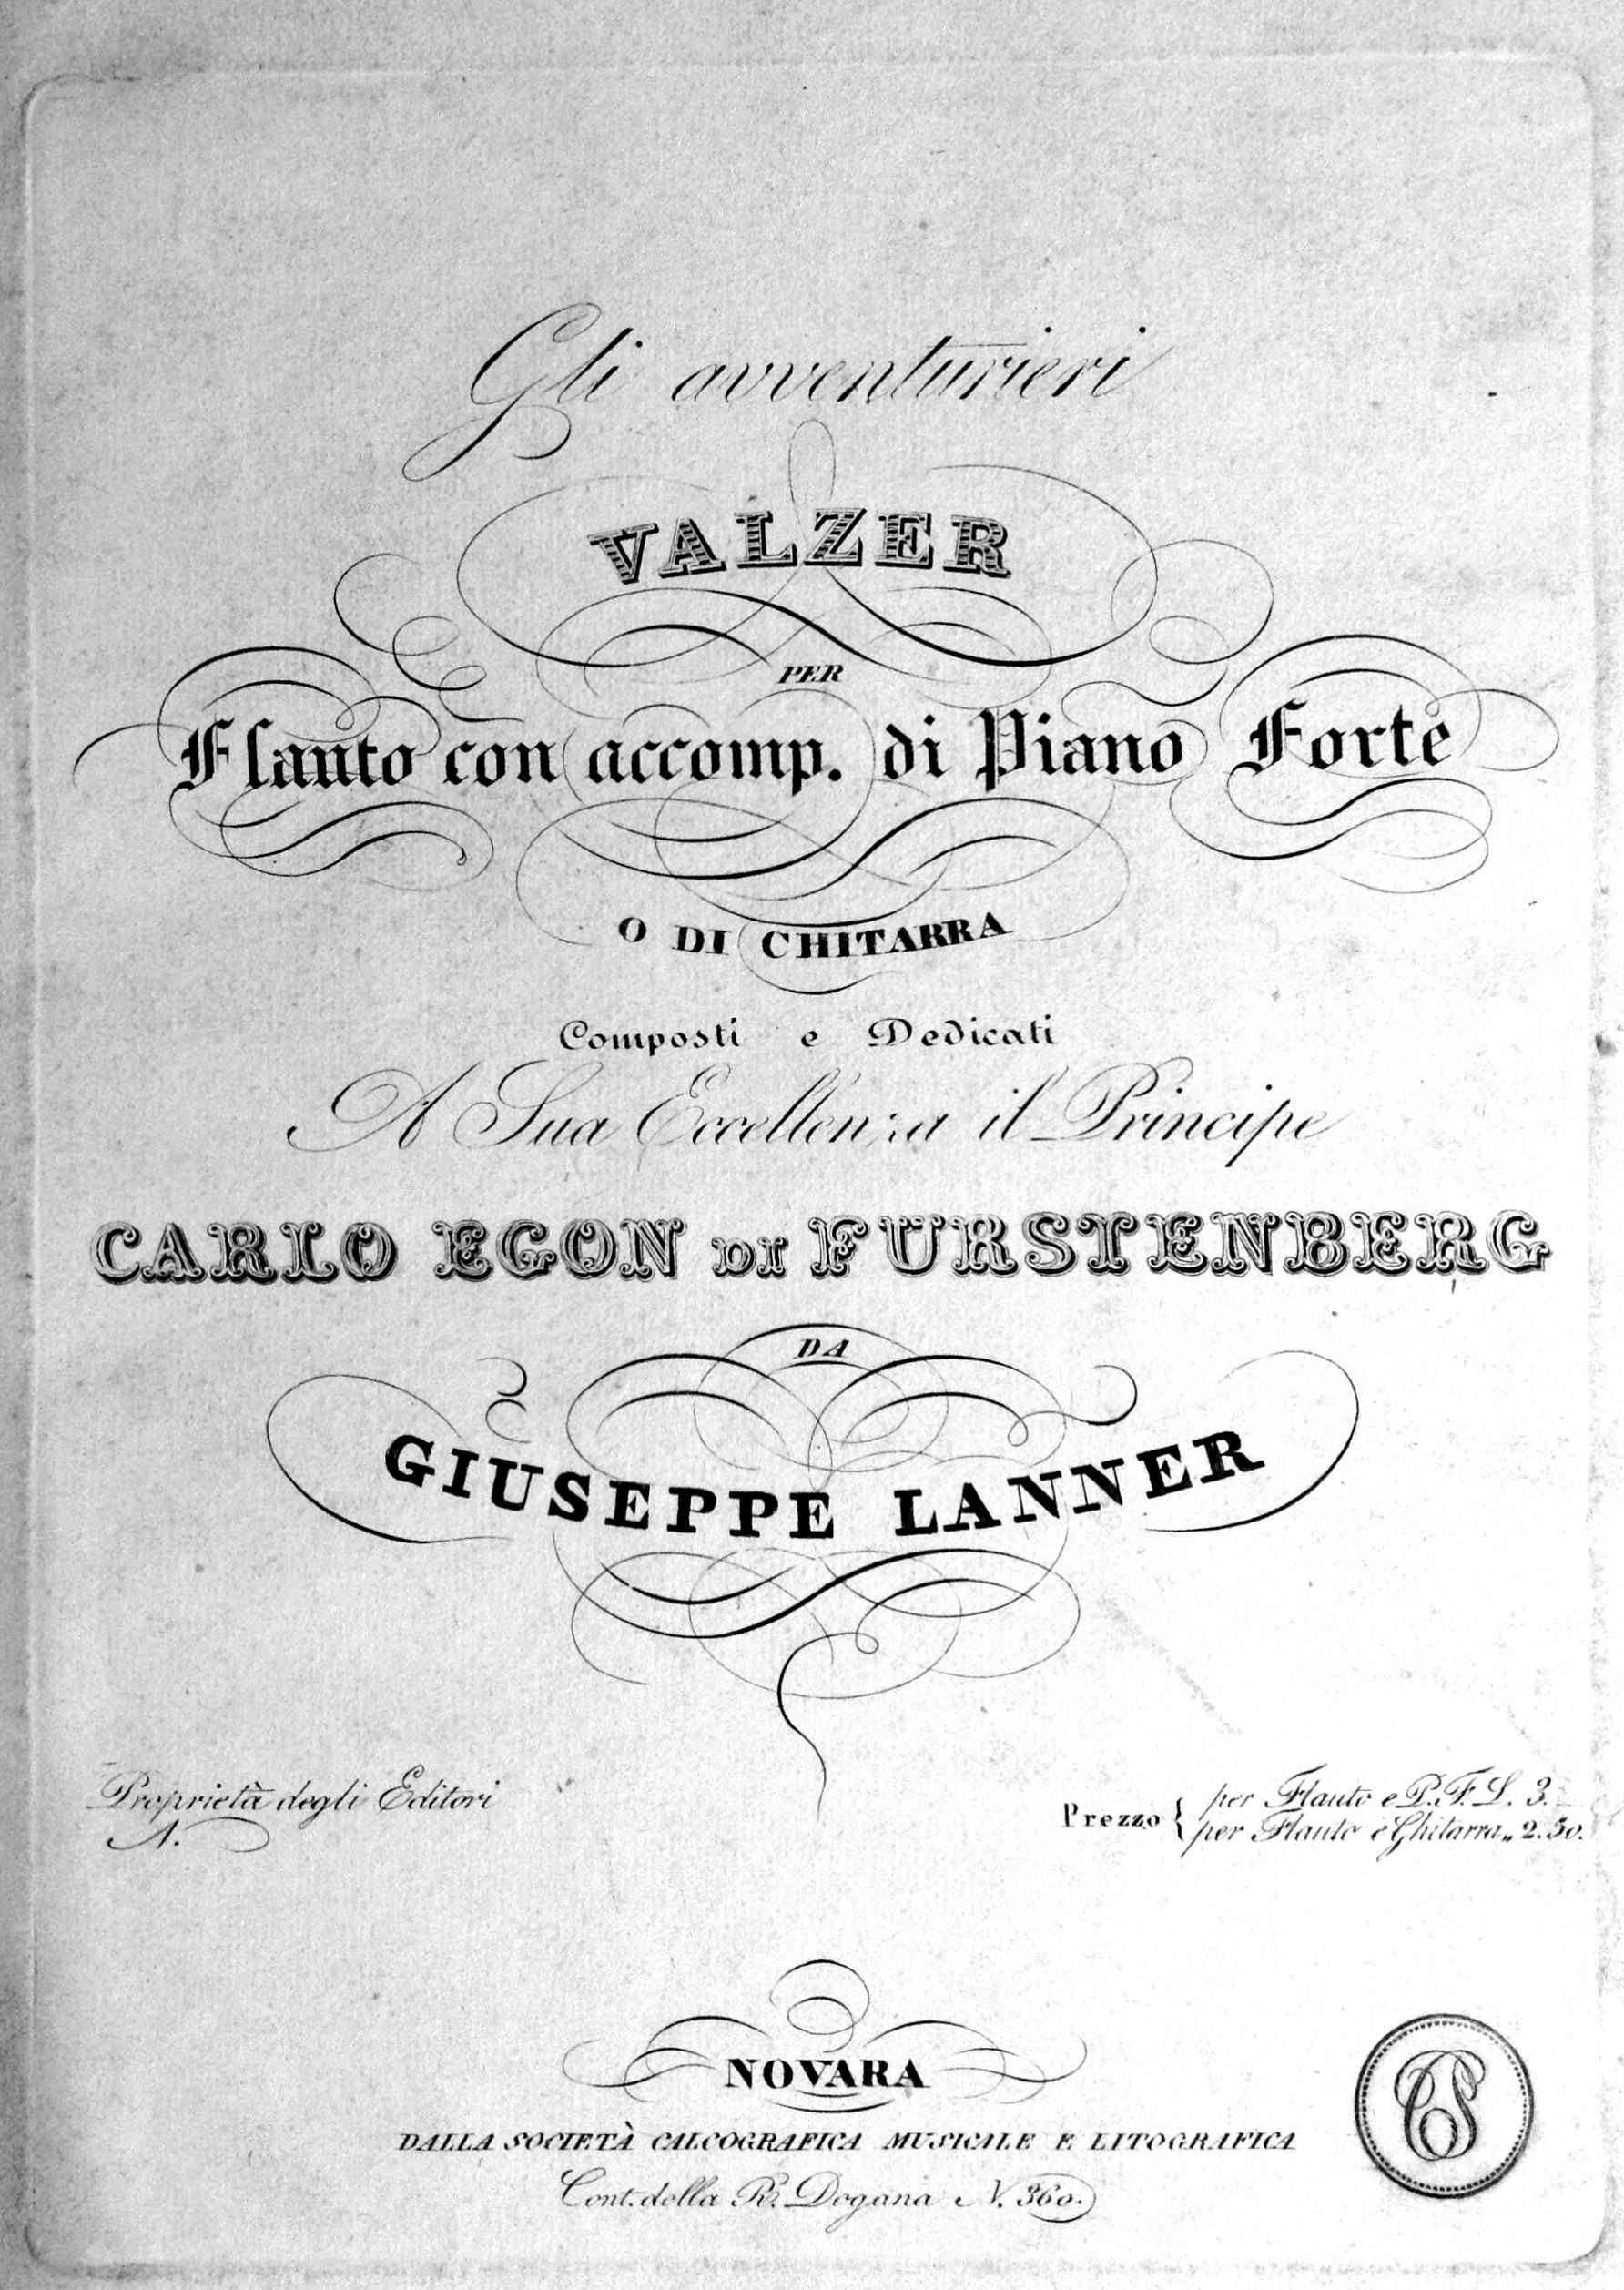 Gli avventurieri
VALZER
PER
Flauto con accomp. di Piano Forte
O DI CHITARRA
Composti e Dedicati
A Sua Eccellenza il Principe
CARLO EGON DI FURSTENBERG
DA
GIUSEPPE LANNER
Proprietà degli Editori
N.
Prezzo { per Flauto e P. F. L. 3.
per Flauto e Chitarra „ 2.50.
NOVARA
DALLA SOCIETÀ CALCOGRAFICA MUSICALE E LITOGRAFICA
Cont. della R. Dogana N. 360.